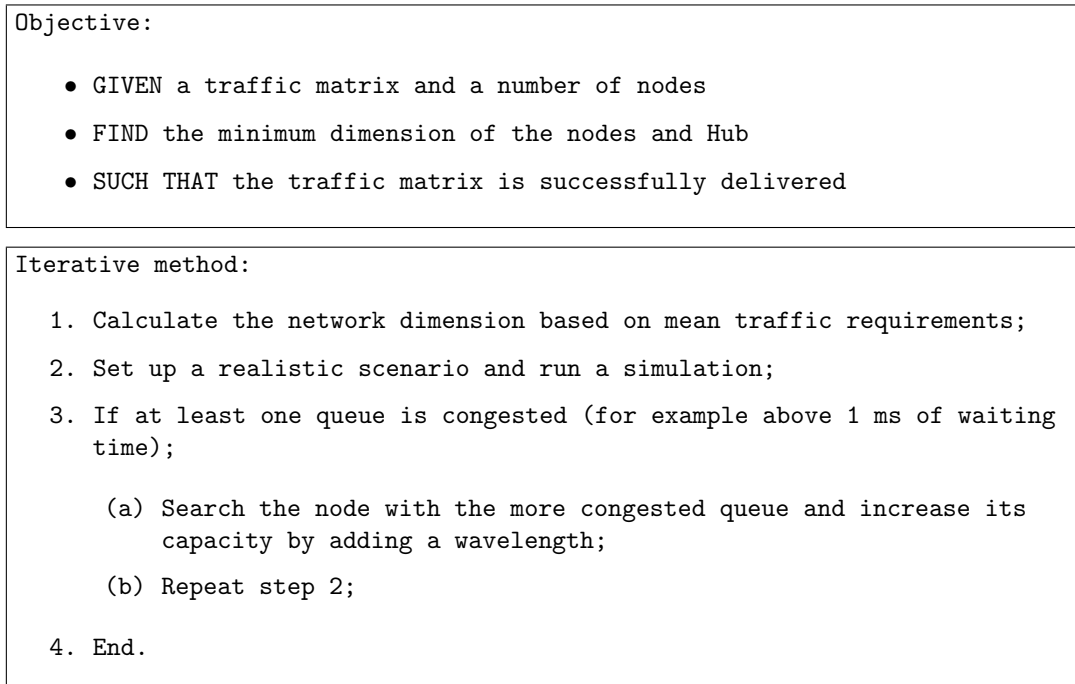 Objective:
• GIVEN a traffic matrix and a number of nodes
• FIND the minimum dimension of the nodes and Hub
• SUCH THAT the traffic matrix is successfully delivered
Iterative method:
1. Calculate the network dimension based on mean traffic requirements;
2. Set up a realistic scenario and run a simulation;
3. If at least one queue is congested (for example above 1 ms of waiting
time);
(a) Search the node with the more congested queue and increase its
capacity by adding a wavelength;
(b) Repeat step 2;
4. End.